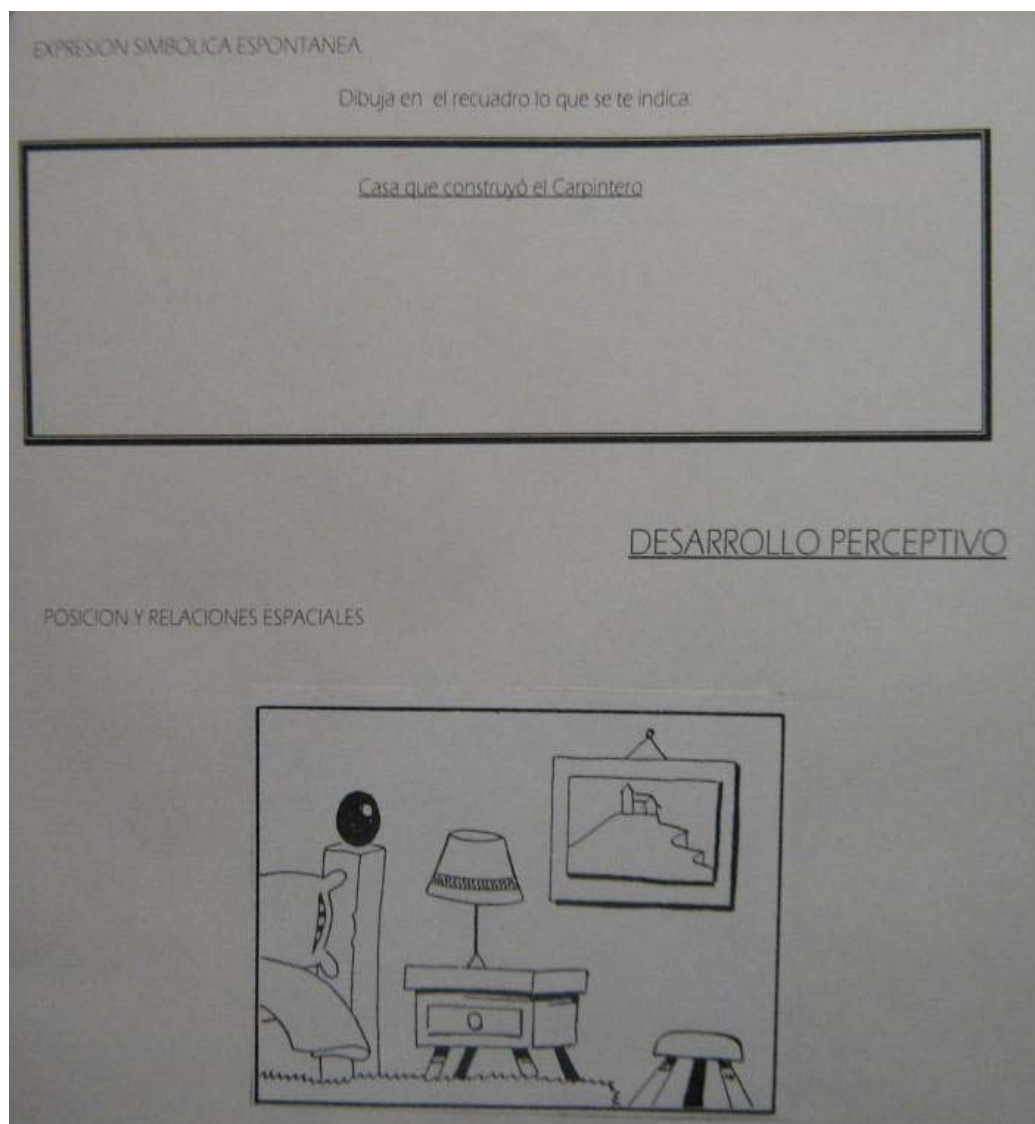 EXPRESION SIMBOLICA ESPONTANEA
Dibuja en el recuadro lo que se te indica:
Casa que construyó el Carpintero
DESARROLLO PERCEPTIVO
POSICION Y RELACIONES ESPACIALES